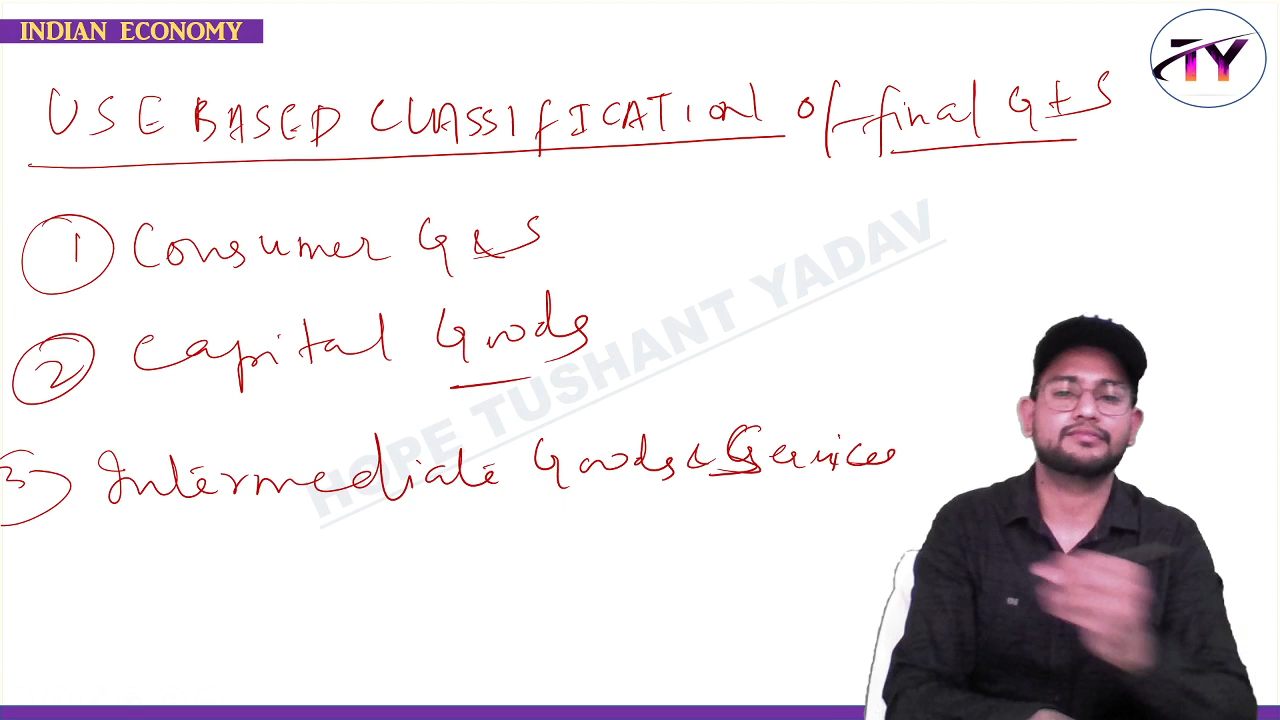 INDIAN ECONOMY
TY
USE BASED CLASSIFICATION of final G & S
1 Consumer G & S
2 Capital Goods
3 Intermediate Goods & Services
HOPE TUSHANT YADAV